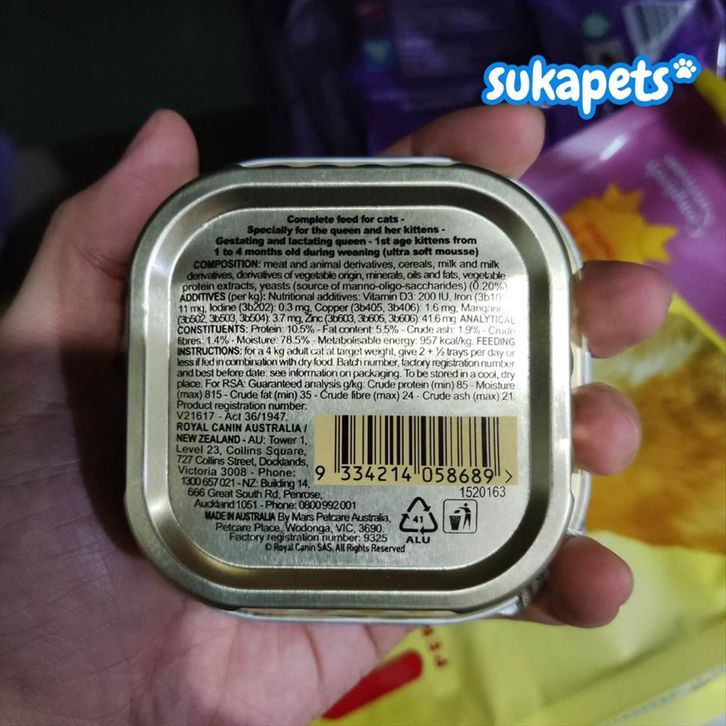 sukapets
Complete feed for cats -
Specially for the queen and her kittens -
Gestating and lactating queen - 1st age kittens from
1 to 4 months old during weaning (ultra soft mousse)
COMPOSITION: meat and animal derivatives, cereals, milk and milk
derivatives, derivatives of vegetable origin, minerals, oils and fats, vegetable
protein extracts, yeasts (source of manno-oligo-saccharides) (0.20%)
ADDITIVES (per kg): Nutritional additives: Vitamin D3: 200 IU, Iron (3b10
11 mg, Iodine (3b202): 0.3 mg, Copper (3b405, 3b406): 1.6 mg, Manganese
(3b502, 3b503, 3b504): 3.7 mg, Zinc (3b603, 3b605, 3b606): 41.6 mg ANALYTICAL
CONSTITUENTS: Protein: 10.5% - Fat content: 5.5% - Crude ash: 1.9% - Crude
fibres: 1.4% - Moisture: 78.5% - Metabolisable energy: 957 kcal/kg. FEEDING
INSTRUCTIONS: for a 4 kg adult cat at target weight, give 2 + ½ trays per day or
less if fed in combination with dry food. Batch number, factory registration number
and best before date: see information on packaging. To be stored in a cool, dry
place. For RSA: Guaranteed analysis g/kg: Crude protein (min) 85 - Moisture
(max) 815 - Crude fat (min) 35 - Crude fibre (max) 24 - Crude ash (max) 21
Product registration number:
V21617 - Act 36/1947.
ROYAL CANIN AUSTRALIA /
NEW ZEALAND - AU: Tower 1,
Level 23, Collins Square,
727 Collins Street, Docklands,
Victoria 3008 - Phone:
1300 657 021 - NZ: Building 14,
666 Great South Rd, Penrose,
Auckland 1051 - Phone: 0800 992 001
MADE IN AUSTRALIA By Mars Petcare Australia,
Petcare Place, Wodonga, VIC, 3690.
Factory registration number: 9325
© Royal Canin SAS. All Rights Reserved
9 334214 058689 >
1520163
41
ALU